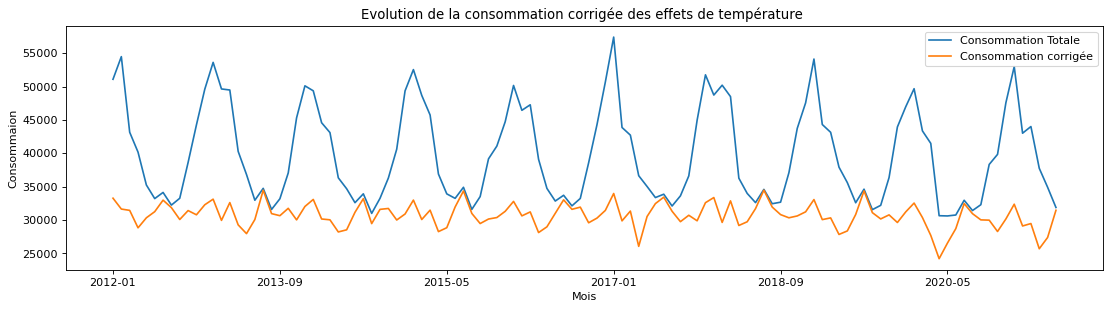 Evolution de la consommation corrigée des effets de température
Consommation Totale
Consommation corrigée
Consommaion
55000
50000
45000
40000
35000
30000
25000
2012-01 2013-09 2015-05 2017-01 2018-09 2020-05
Mois